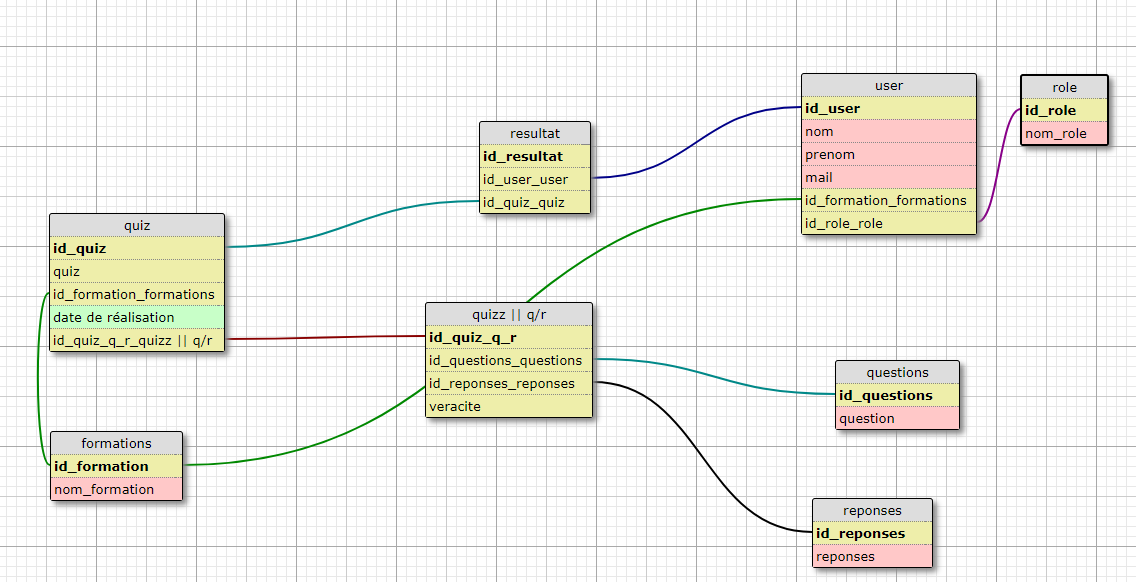 user
id_user
nom
prenom
mail
id_formation_formations
id_role_role
role
id_role
nom_role
resultat
id_resultat
id_user_user
id_quiz_quiz
quiz
id_quiz
quiz
id_formation_formations
date de réalisation
id_quiz_q_r_quizz || q/r
quizz || q/r
id_quiz_q_r
id_questions_questions
id_reponses_reponses
veracite
questions
id_questions
question
formations
id_formation
nom_formation
reponses
id_reponses
reponses